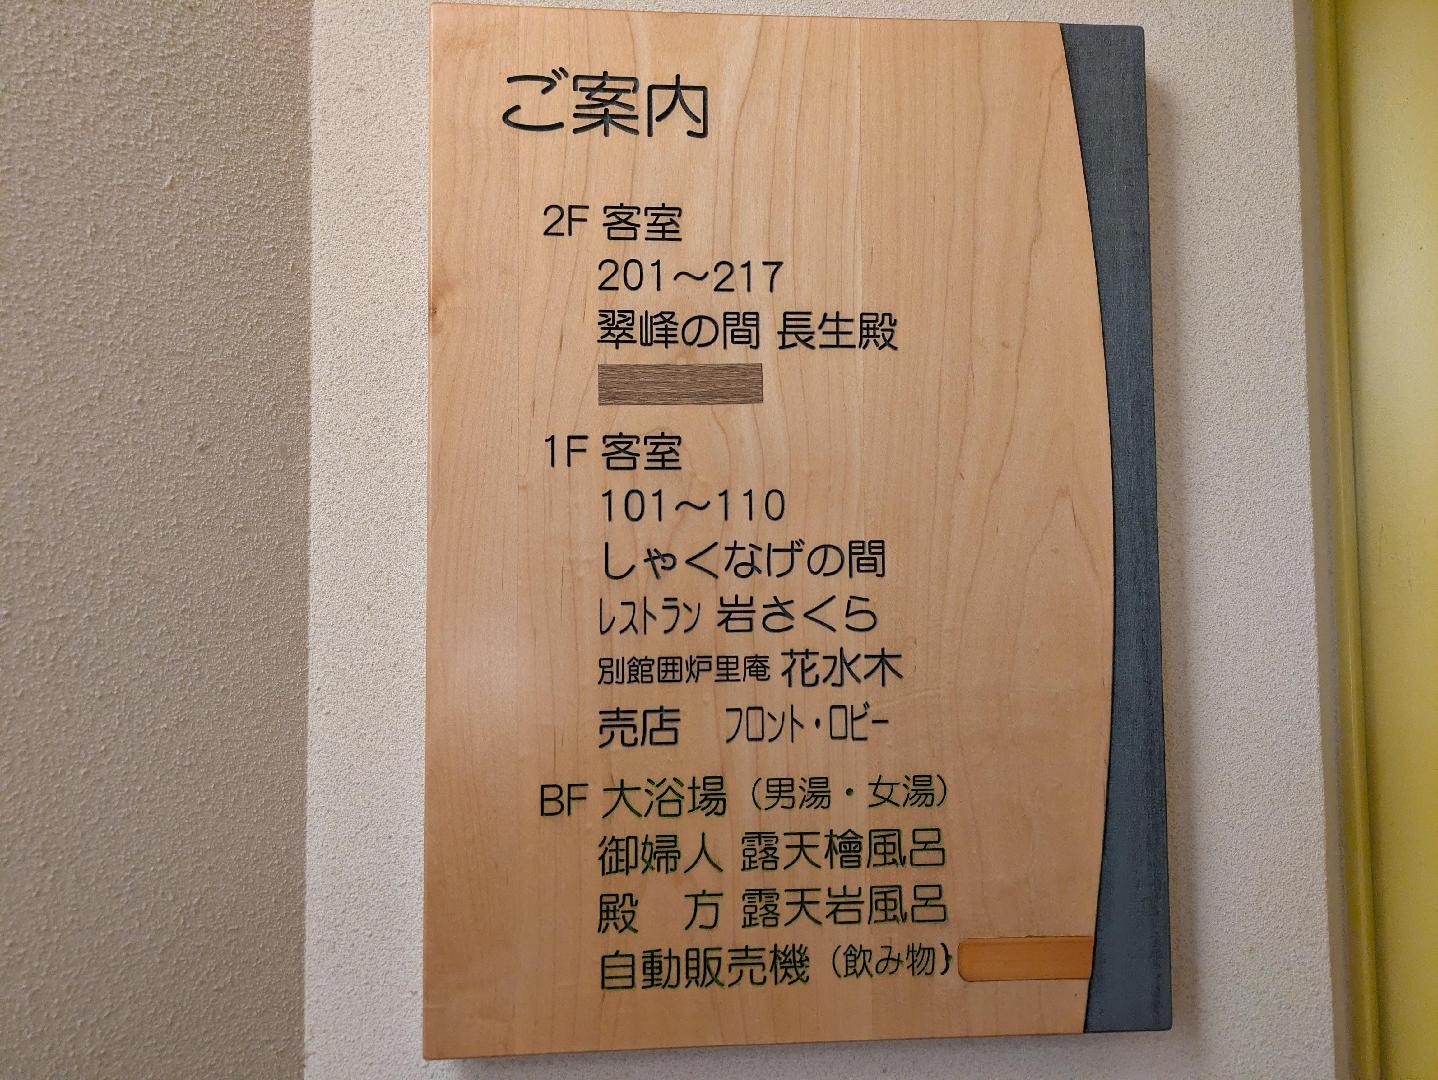 ご案内
2F 客室
201〜217
翠峰の間 長生殿
1F 客室
101〜110
しゃくなげの間
レストラン 岩さくら
別館囲炉里庵 花水木
売店 フロント・ロビー
BF 大浴場（男湯・女湯）
御婦人 露天檜風呂
殿 方 露天岩風呂
自動販売機（飲み物}